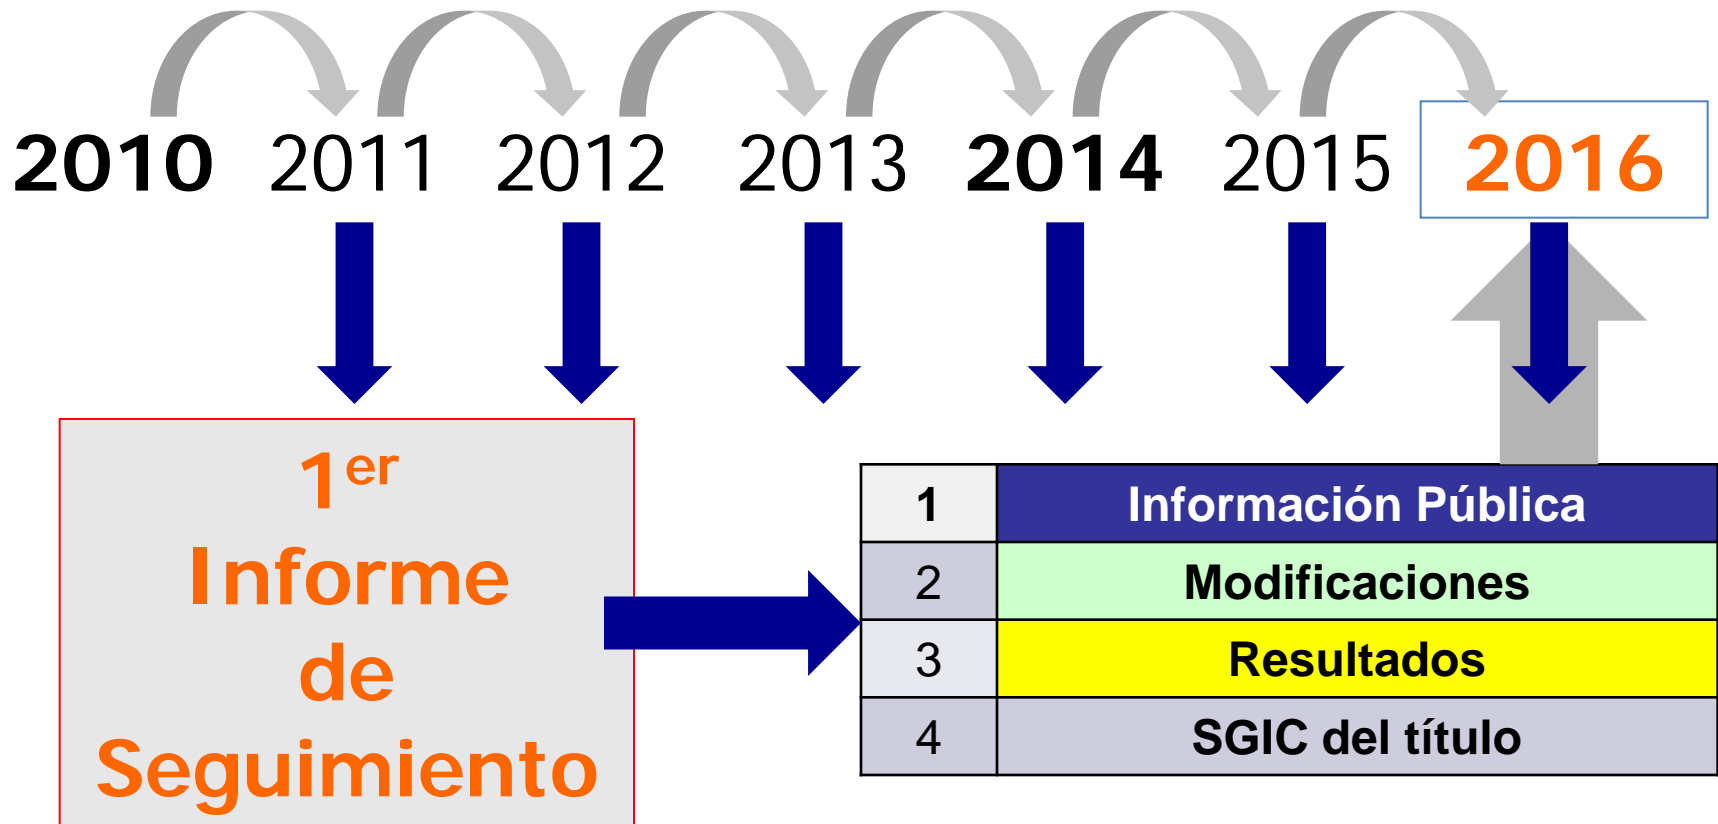 2010 2011 2012 2013 2014 2015 2016
1er
Informe
de
Seguimiento
1 Información Pública
2 Modificaciones
3 Resultados
4 SGIC del título